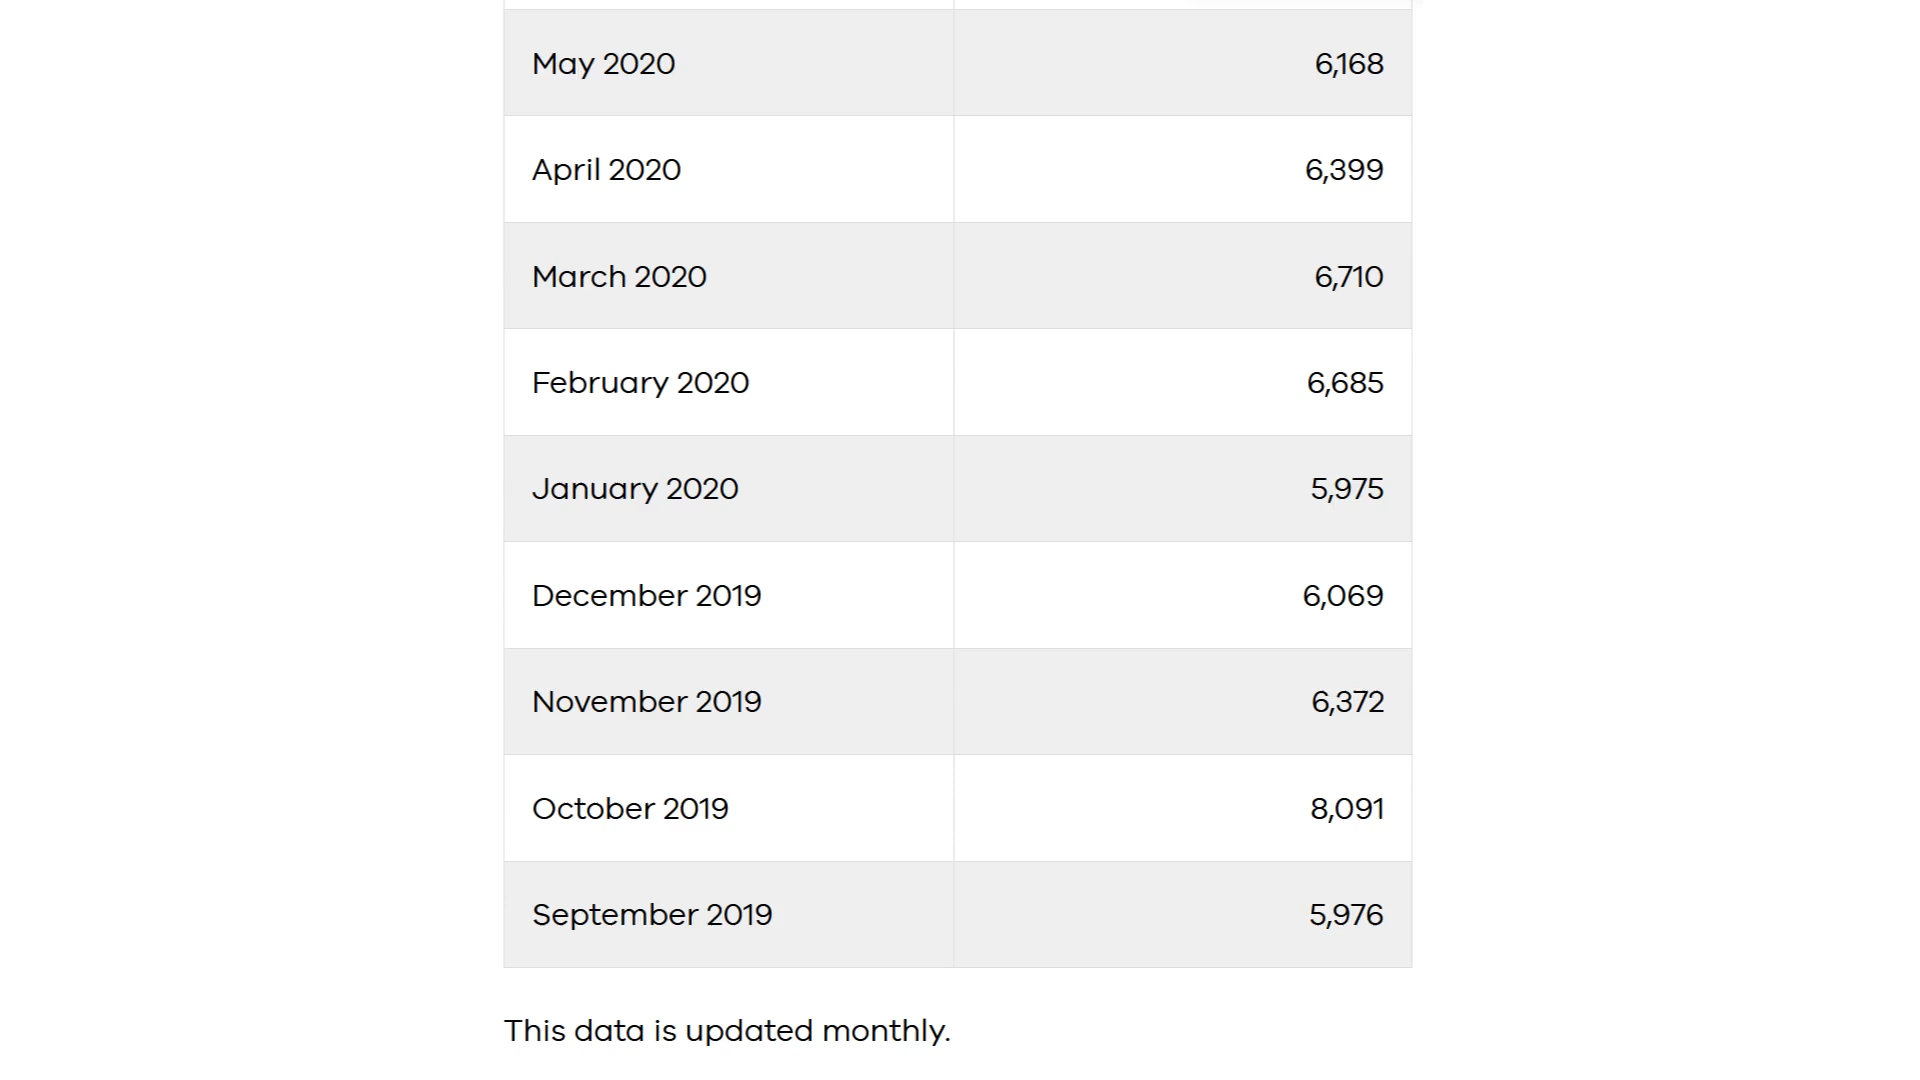 May 2020 6,168
April 2020 6,399
March 2020 6,710
February 2020 6,685
January 2020 5,975
December 2019 6,069
November 2019 6,372
October 2019 8,091
September 2019 5,976
This data is updated monthly.